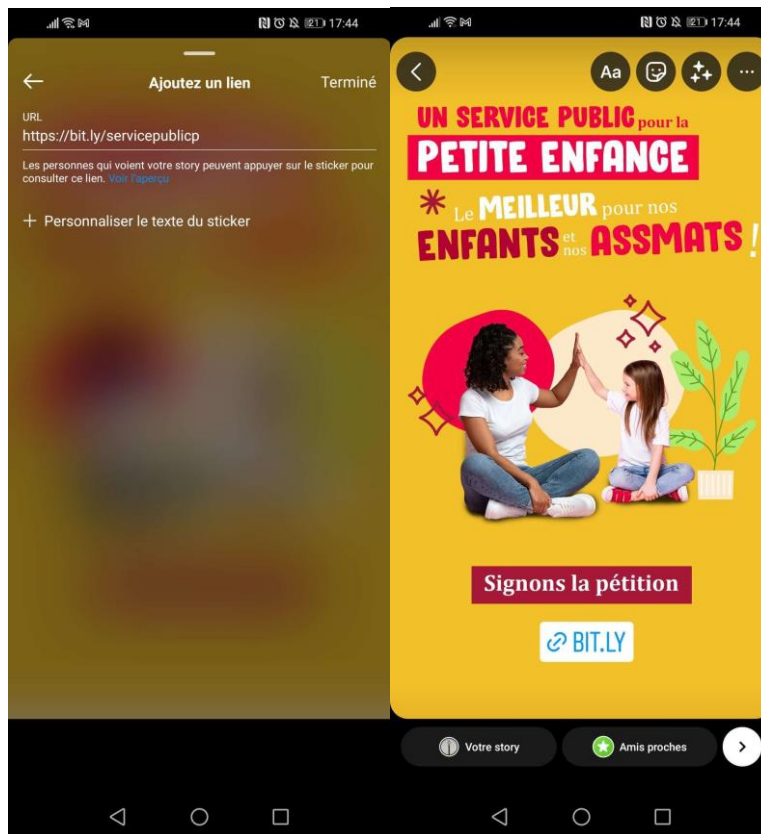 21 17:44
Ajoutez un lien
Terminé
URL
https://bit.ly/servicepublicp
Les personnes qui voient votre story peuvent appuyer sur le sticker pour
consulter ce lien. Voir l'aperçu
+ Personnaliser le texte du sticker
21 17:44
Aa
UN SERVICE PUBLIC pour la
PETITE ENFANCE
* Le MEILLEUR pour nos
ENFANTS et nos ASSMATS !
Signons la pétition
BIT.LY
Votre story
Amis proches